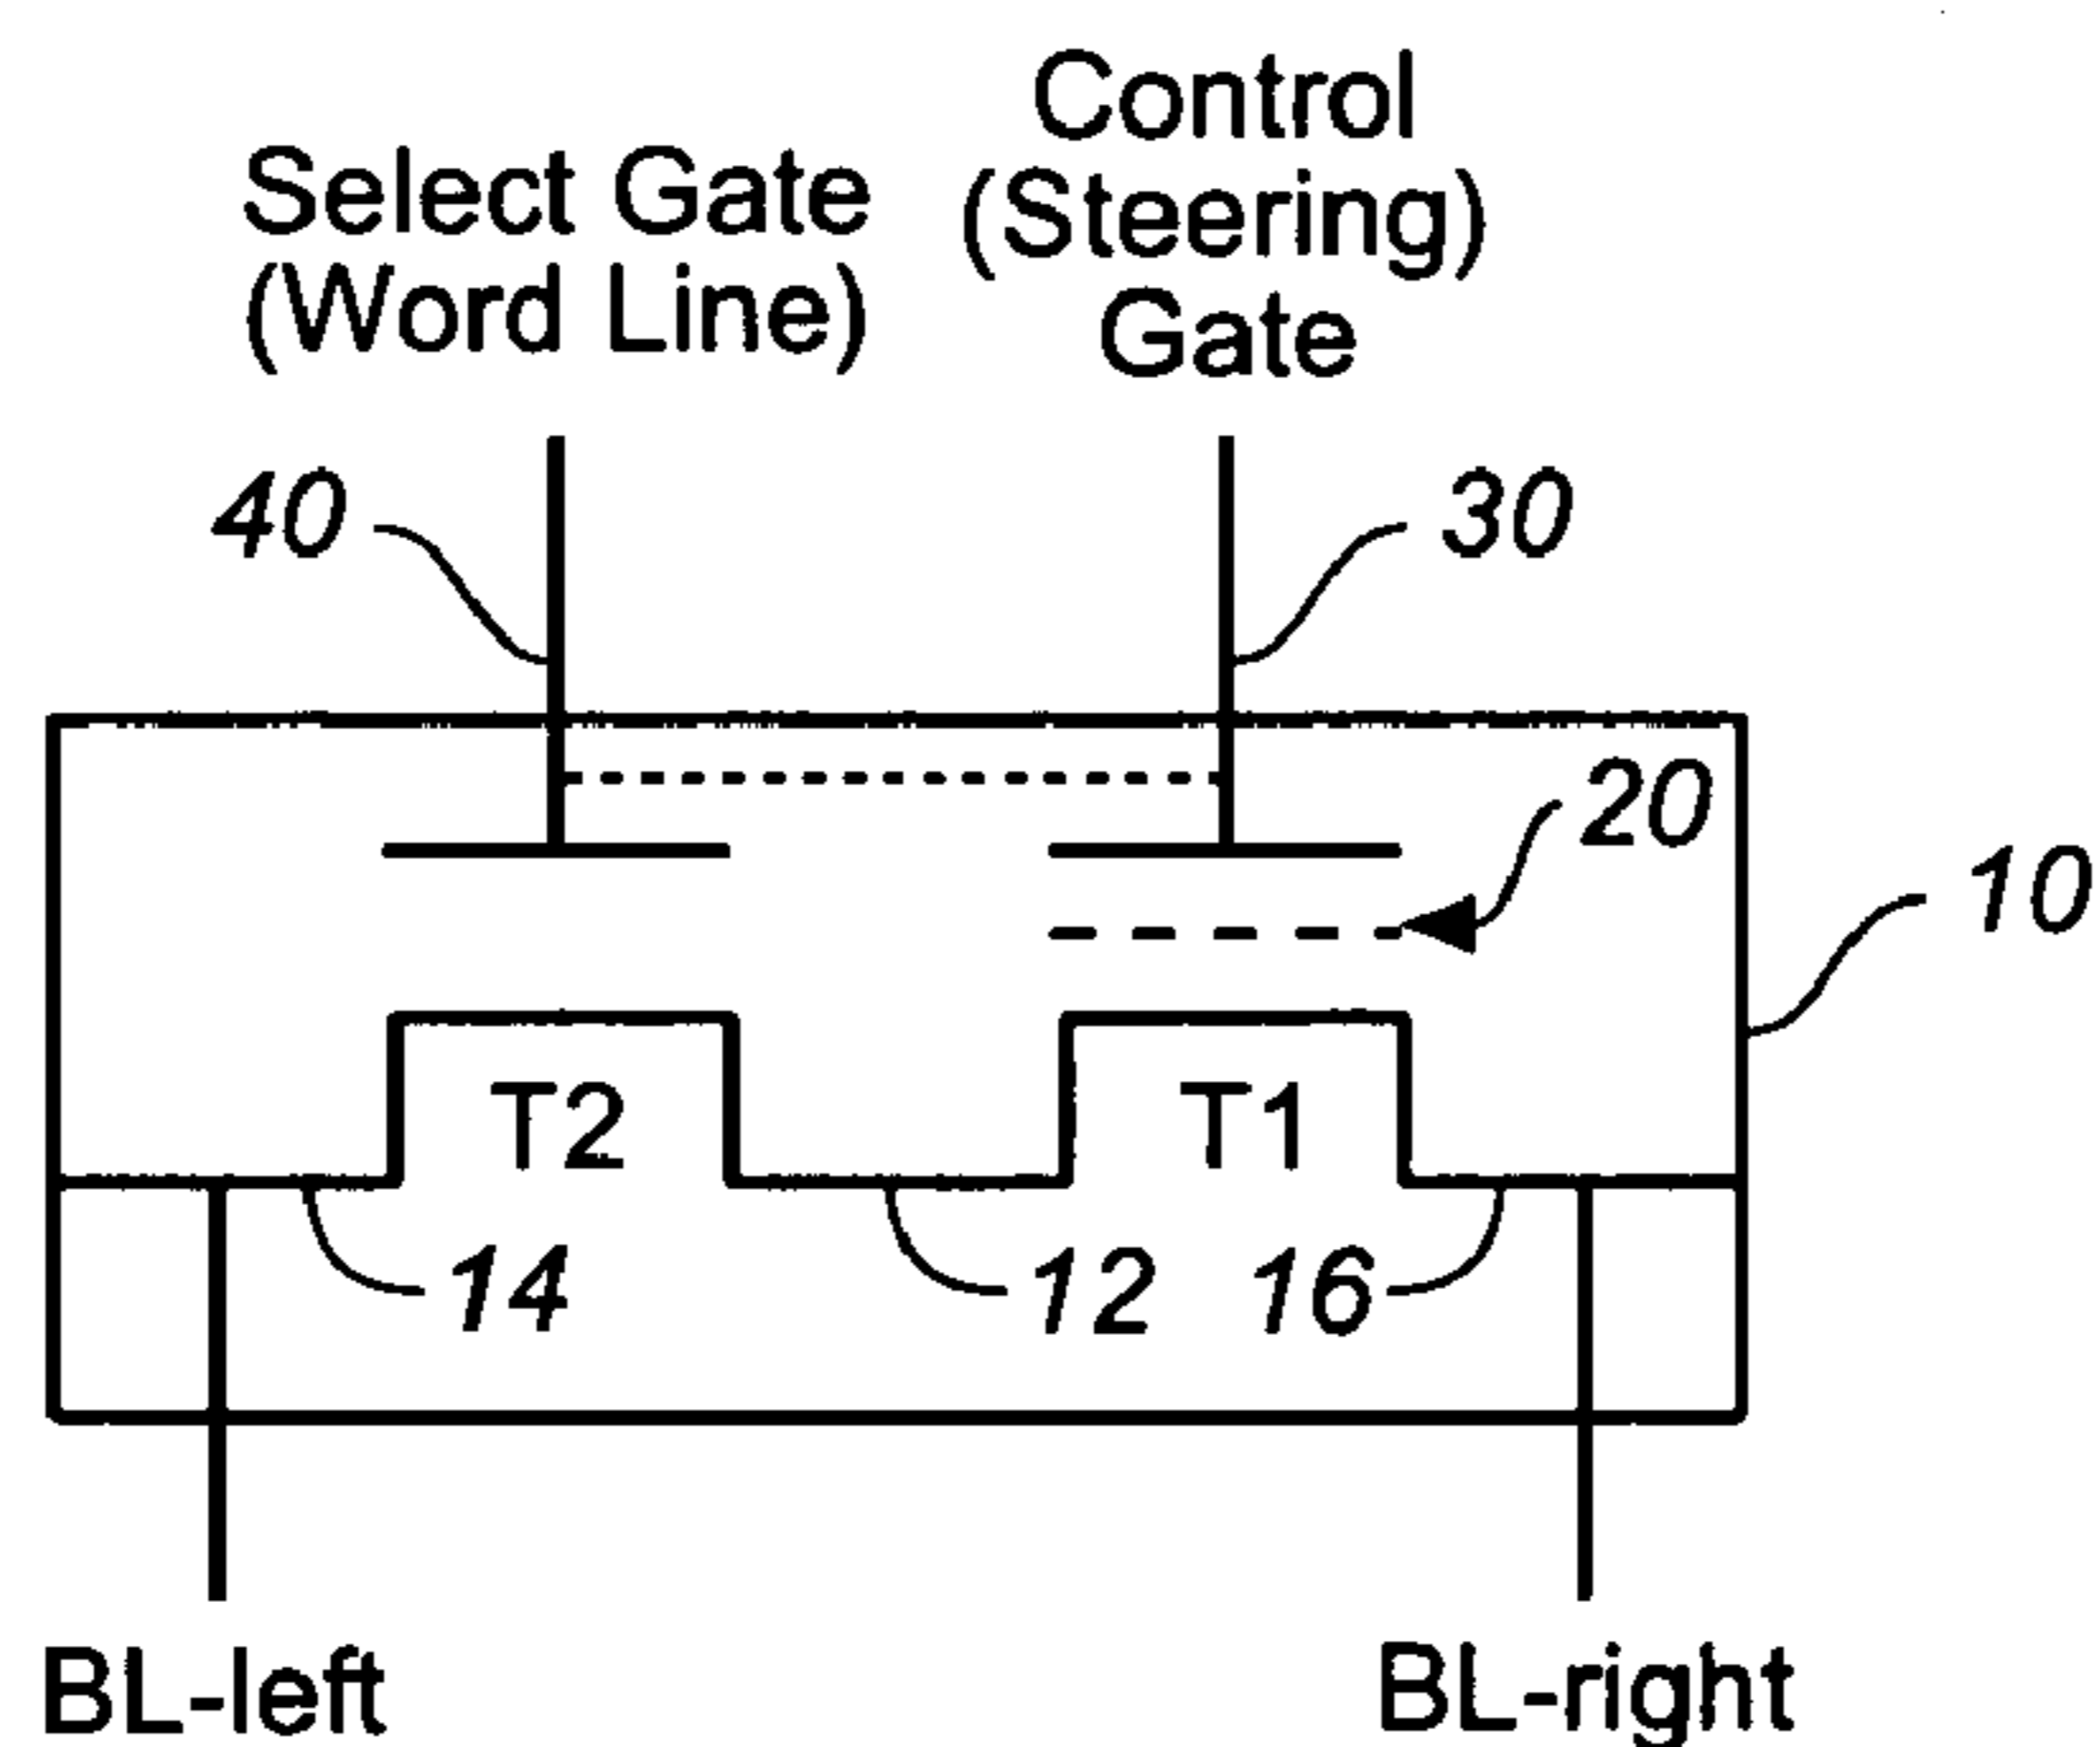 Select Gate
(Word Line)
Control
(Steering)
Gate
40
30
20
10
T2
T1
14
12
16
BL-left
BL-right